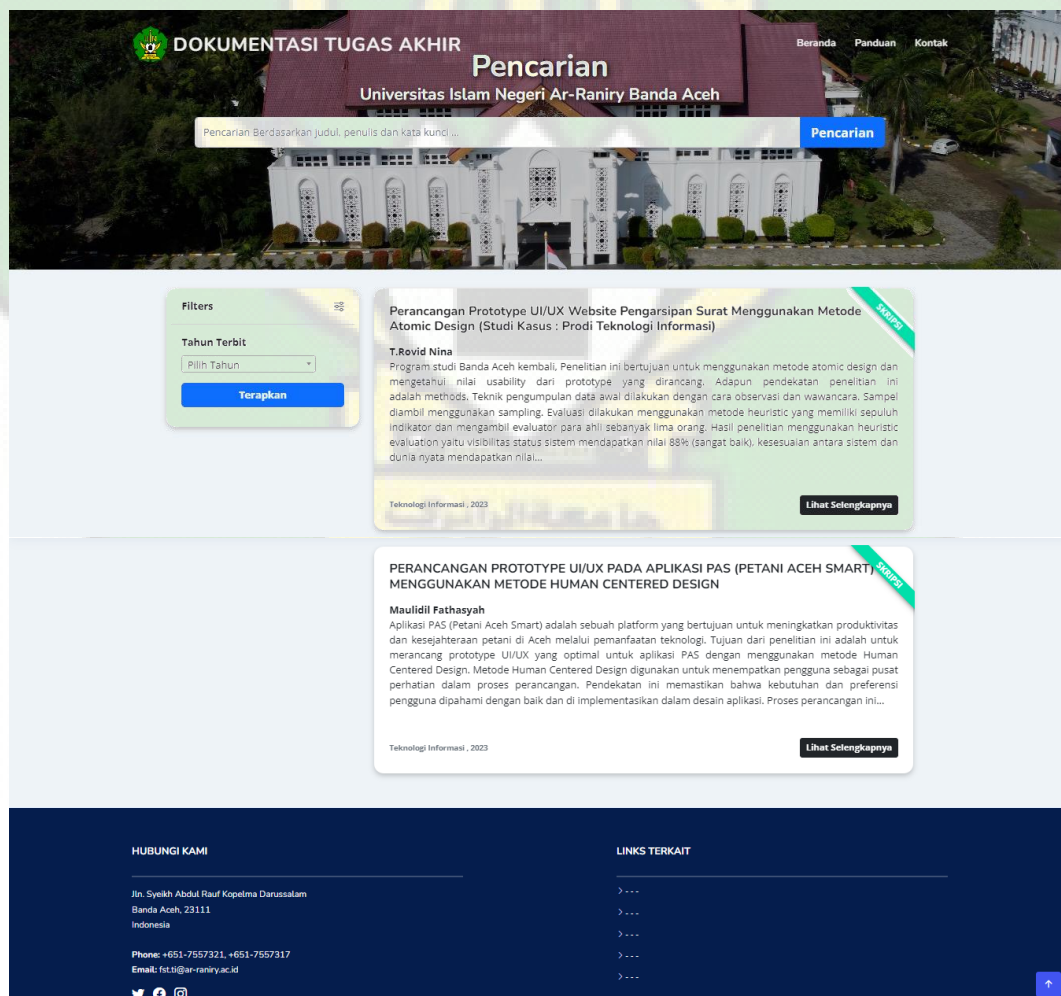 DOKUMENTASI TUGAS AKHIR
Beranda Panduan Kontak
Pencarian
Universitas Islam Negeri Ar-Raniry Banda Aceh
Pencarian Berdasarkan judul, penulis dan kata kunci ...
Pencarian
Filters
Tahun Terbit
Pilih Tahun
Terapkan
SKRIPSI
Perancangan Prototype UI/UX Website Pengarsipan Surat Menggunakan Metode
Atomic Design (Studi Kasus : Prodi Teknologi Informasi)
T.Rovid Nina
Program studi Banda Aceh kembali, Penelitian ini bertujuan untuk menggunakan metode atomic design dan
mengetahui nilai usability dari prototype yang dirancang. Adapun pendekatan penelitian ini
adalah methods. Teknik pengumpulan data awal dilakukan dengan cara observasi dan wawancara. Sampel
diambil menggunakan sampling. Evaluasi dilakukan menggunakan metode heuristic yang memiliki sepuluh
indikator dan mengambil evaluator para ahli sebanyak lima orang. Hasil penelitian menggunakan heuristic
evaluation yaitu visibilitas status sistem mendapatkan nilai 88% (sangat baik), kesesuaian antara sistem dan
dunia nyata mendapatkan nilai...
Teknologi Informasi , 2023
Lihat Selengkapnya
SKRIPSI
PERANCANGAN PROTOTYPE UI/UX PADA APLIKASI PAS (PETANI ACEH SMART)
MENGGUNAKAN METODE HUMAN CENTERED DESIGN
Maulidil Fathasyah
Aplikasi PAS (Petani Aceh Smart) adalah sebuah platform yang bertujuan untuk meningkatkan produktivitas
dan kesejahteraan petani di Aceh melalui pemanfaatan teknologi. Tujuan dari penelitian ini adalah untuk
merancang prototype UI/UX yang optimal untuk aplikasi PAS dengan menggunakan metode Human
Centered Design. Metode Human Centered Design digunakan untuk menempatkan pengguna sebagai pusat
perhatian dalam proses perancangan. Pendekatan ini memastikan bahwa kebutuhan dan preferensi
pengguna dipahami dengan baik dan di implementasikan dalam desain aplikasi. Proses perancangan ini...
Teknologi Informasi , 2023
Lihat Selengkapnya
HUBUNGI KAMI
Jln. Syeikh Abdul Rauf Kopelma Darussalam
Banda Aceh, 23111
Indonesia
Phone: +651-7557321, +651-7557317
Email: fst.ti@ar-raniry.ac.id
LINKS TERKAIT
> - - -
> - - -
> - - -
> - - -
> - - -